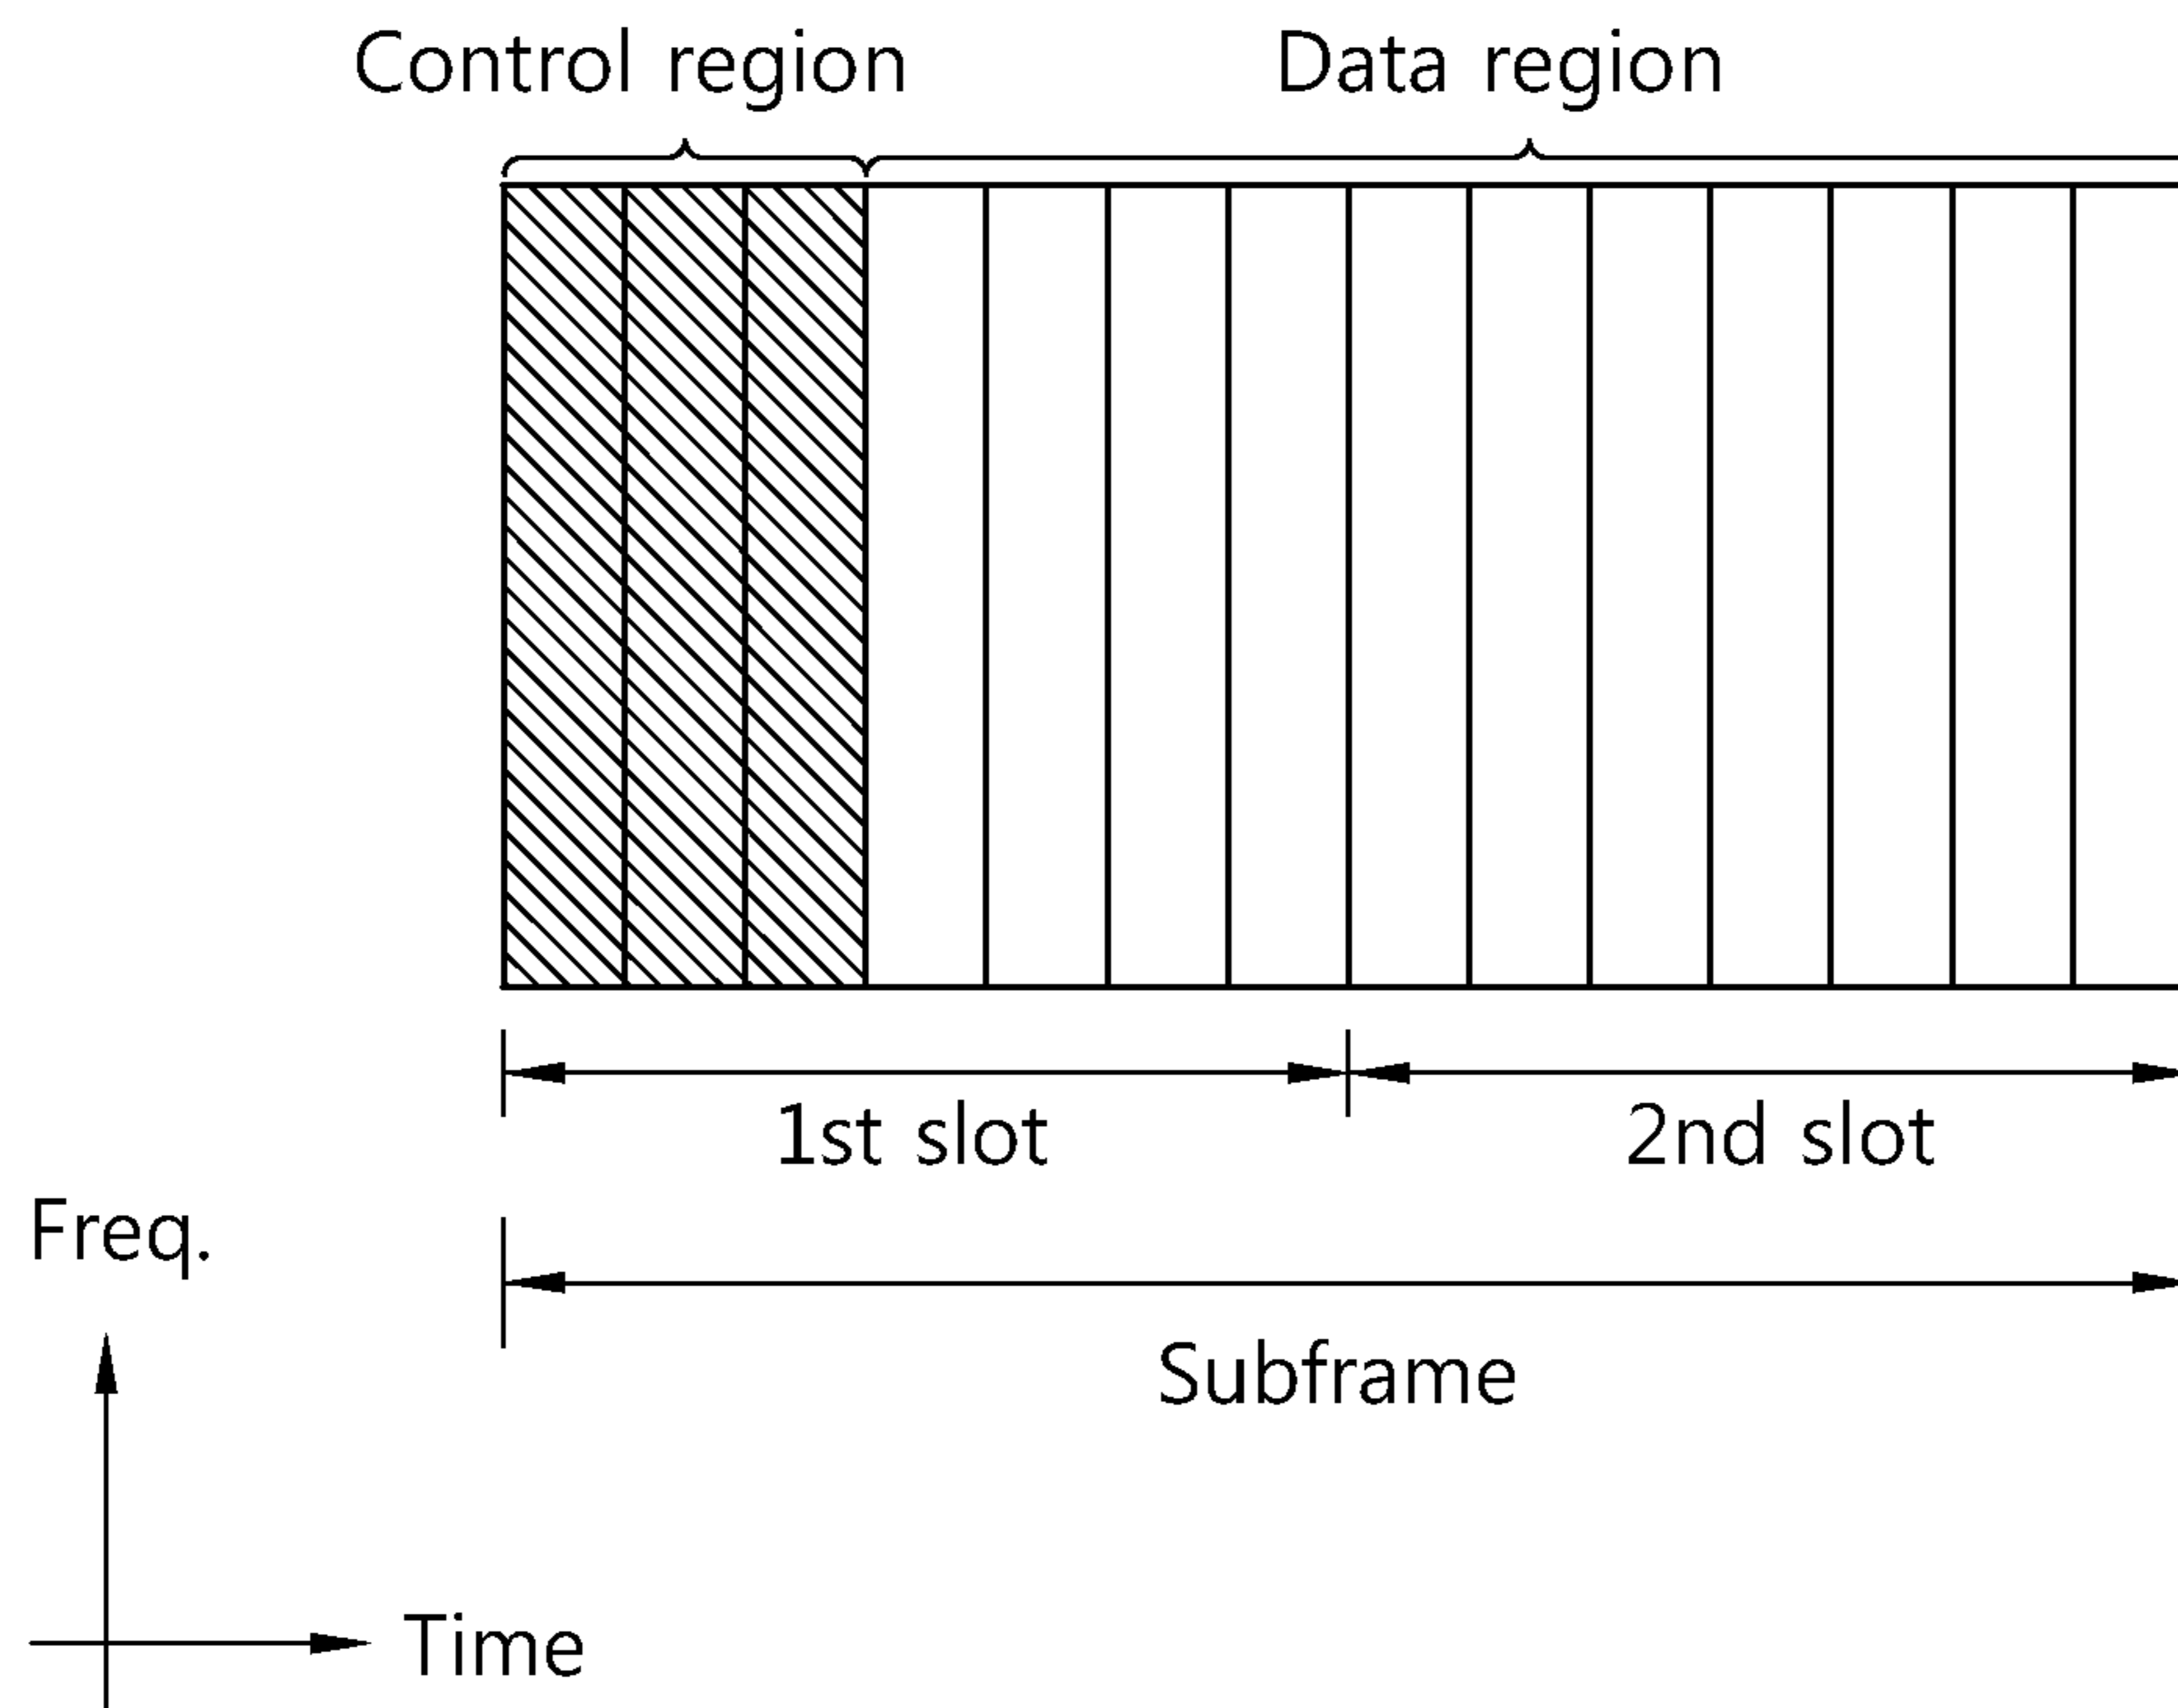 Control region
Data region
1st slot
2nd slot
Freq.
Subframe
Time